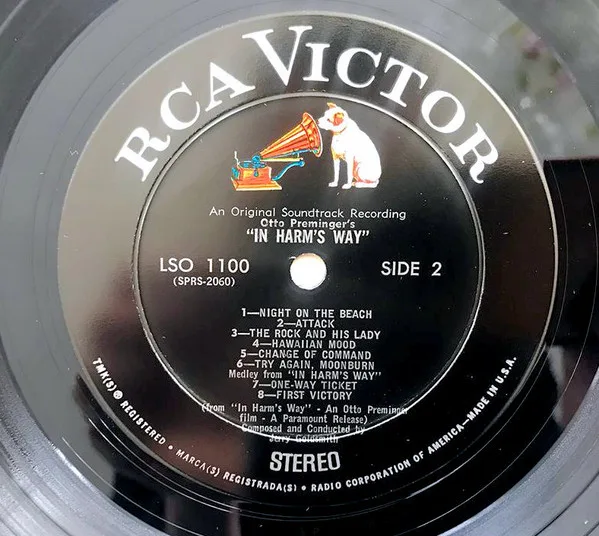 RCA VICTOR
An Original Soundtrack Recording
Otto Preminger's
"IN HARM'S WAY"
LSO 1100
(SPRS-2060)
SIDE 2
1—NIGHT ON THE BEACH
2—ATTACK
3—THE ROCK AND HIS LADY
4—HAWAIIAN MOOD
5—CHANGE OF COMMAND
6—TRY AGAIN, MOONBURN
Medley from "IN HARM'S WAY"
7—ONE-WAY TICKET
8—FIRST VICTORY
(from "In Harm's Way" - An Otto Preminger
film - A Paramount Release)
Composed and Conducted by
Jerry Goldsmith
STEREO
TMK(S) ® REGISTERED • MARCA(S) REGISTRADA(S) • RADIO CORPORATION OF AMERICA—MADE IN U.S.A.